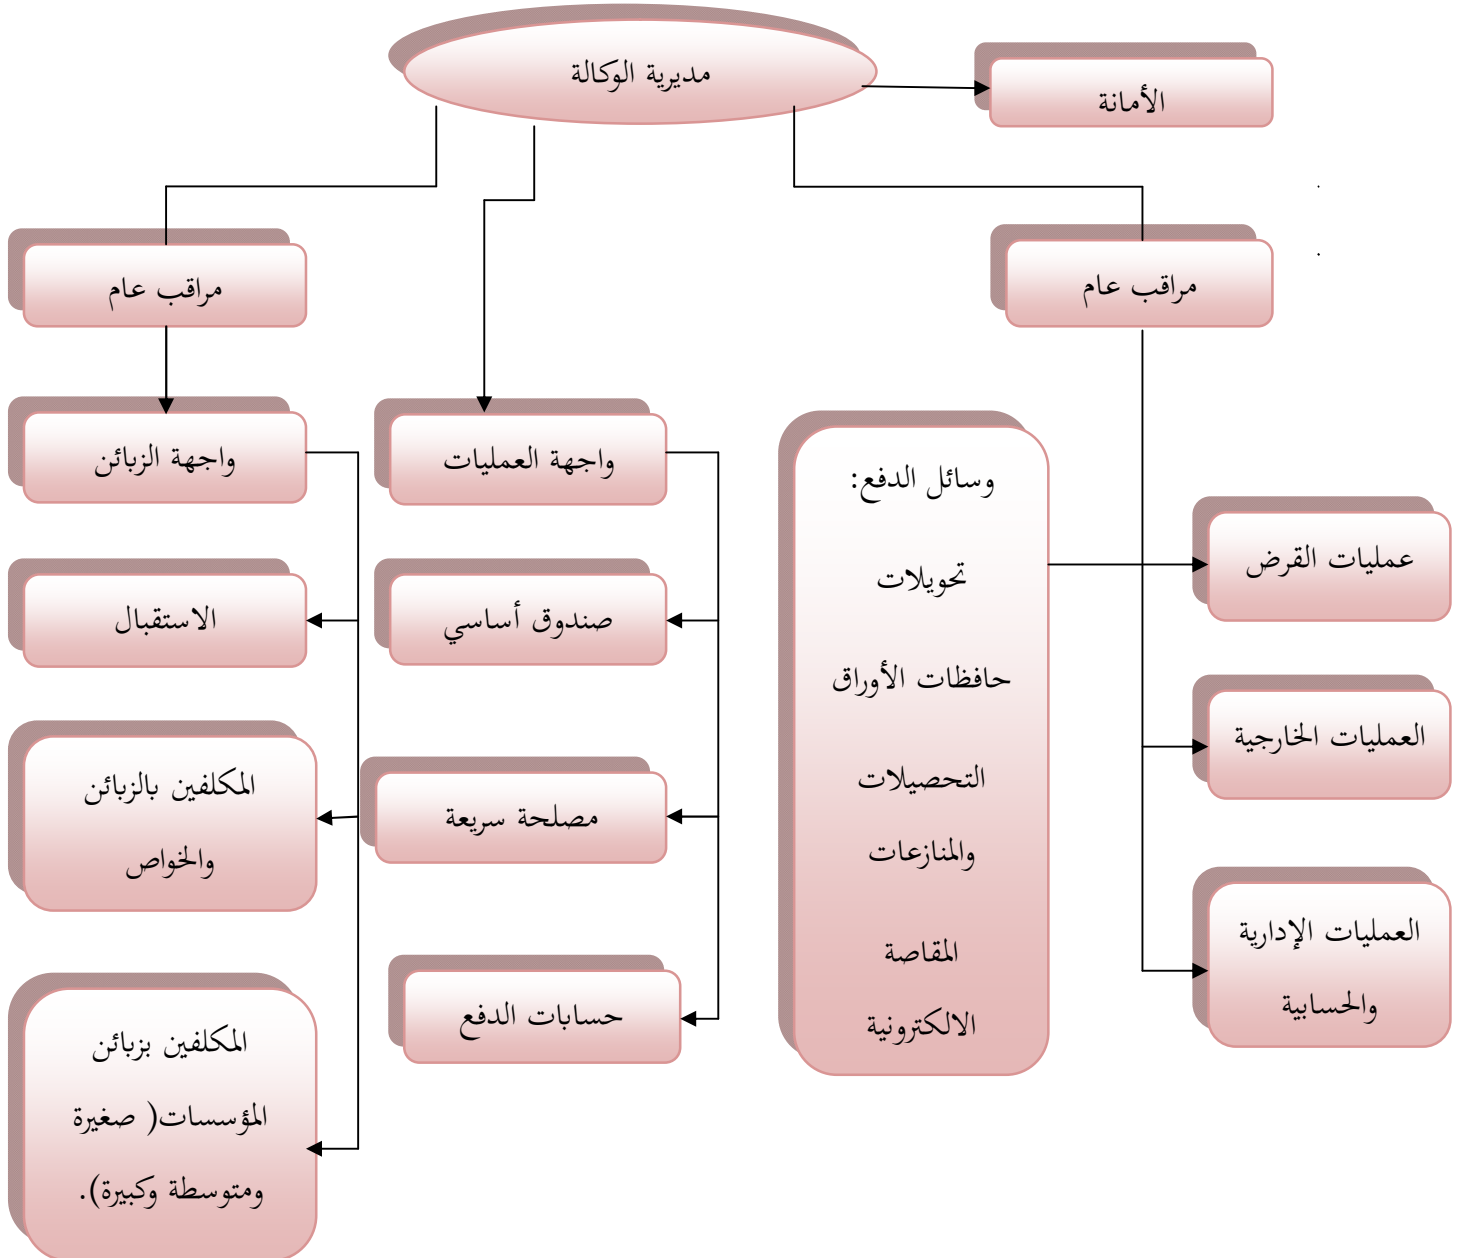 مديرية الوكالة
الأمانة
مراقب عام
مراقب عام
وسائل الدفع:
تحويلات
حافظات الأوراق
التحصيلات
والمنازعات
المقاصة
الالكترونية
عمليات القرض
العمليات الخارجية
العمليات الإدارية
والحسابية
واجهة العمليات
صندوق أساسي
مصلحة سريعة
حسابات الدفع
واجهة الزبائن
الاستقبال
المكلفين بالزبائن
والخواص
المكلفين بزبائن
المؤسسات( صغيرة
ومتوسطة وكبيرة).